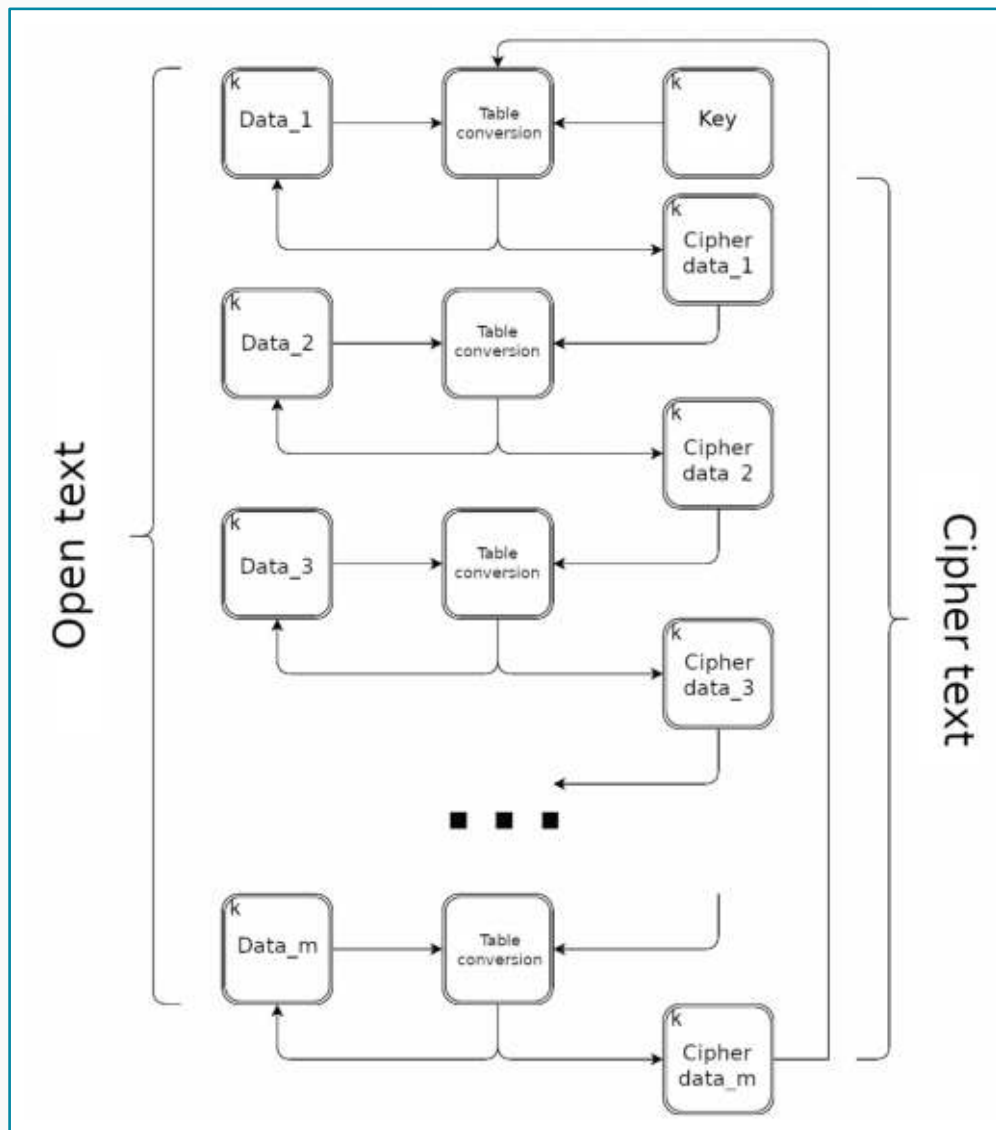 k
Data_1
Table
conversion
k
Key
k
Cipher
data_1
k
Data_2
Table
conversion
k
Cipher
data_2
k
Data_3
Table
conversion
k
Cipher
data_3
k
Data_m
Table
conversion
k
Cipher
data_m
Open text
Cipher text